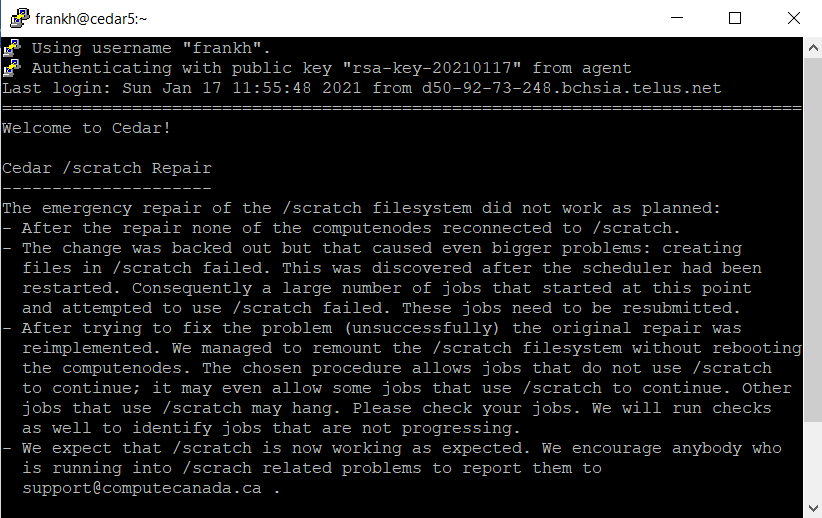 frankh@cedar5:~
Using username "frankh".
Authenticating with public key "rsa-key-20210117" from agent
Last login: Sun Jan 17 11:55:48 2021 from d50-92-73-248.bchsia.telus.net
================================================================================
Welcome to Cedar!
Cedar /scratch Repair
---------------------
The emergency repair of the /scratch filesystem did not work as planned:
- After the repair none of the computenodes reconnected to /scratch.
- The change was backed out but that caused even bigger problems: creating
files in /scratch failed. This was discovered after the scheduler had been
restarted. Consequently a large number of jobs that started at this point
and attempted to use /scratch failed. These jobs need to be resubmitted.
- After trying to fix the problem (unsuccessfully) the original repair was
reimplemented. We managed to remount the /scratch filesystem without rebooting
the computenodes. The chosen procedure allows jobs that do not use /scratch
to continue; it may even allow some jobs that use /scratch to continue. Other
jobs that use /scratch may hang. Please check your jobs. We will run checks
as well to identify jobs that are not progressing.
- We expect that /scratch is now working as expected. We encourage anybody who
is running into /scrach related problems to report them to
support@computecanada.ca .